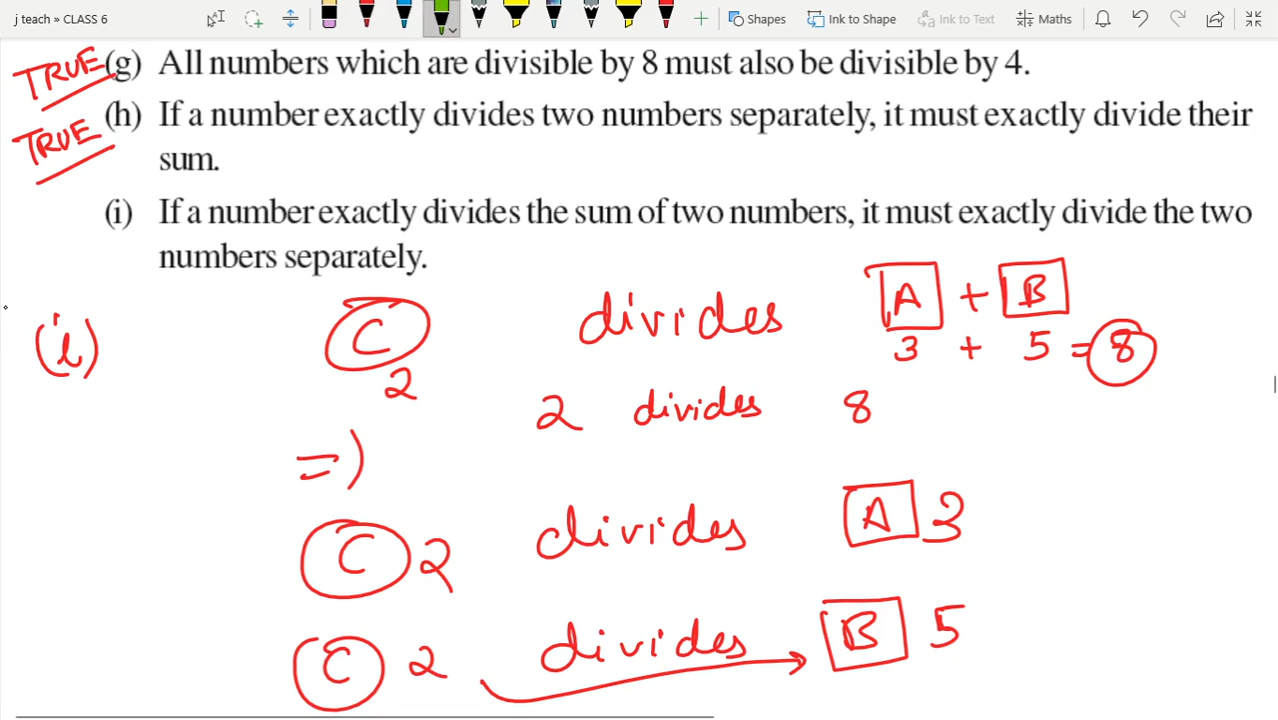 j teach » CLASS 6 Shapes Ink to Shape Ink to Text Maths
TRUE (g) All numbers which are divisible by 8 must also be divisible by 4.
TRUE (h) If a number exactly divides two numbers separately, it must exactly divide their
sum.
(i) If a number exactly divides the sum of two numbers, it must exactly divide the two
numbers separately.
(i) C divides A + B
2 3 + 5 = 8
2 divides 8
=)
C 2 divides A 3
C 2 divides B 5